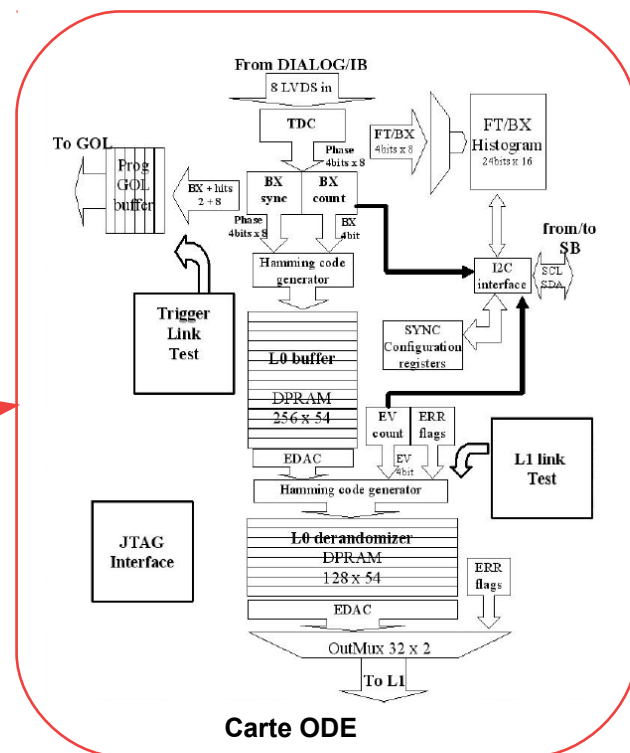 From DIALOG/IB
8 LVDS in
TDC
FT/BX
4bits x 8
FT/BX
Histogram
24bits x 16
Phase
4bits x 8
To GOL
Prog
GOL
buffer
BX + hits
2 + 8
BX
sync
BX
count
Phase
4bits x 8
BX
4bit
from/to
SB
I2C
interface
SCL
SDA
Hamming code
generator
Trigger
Link
Test
SYNC
Configuration
registers
L0 buffer
DPRAM
256 x 54
EV
count
ERR
flags
EDAC
EV
4bit
L1 link
Test
Hamming code generator
JTAG
Interface
L0 derandomizer
DPRAM
128 x 54
ERR
flags
EDAC
OutMux 32 x 2
To L1
Carte ODE